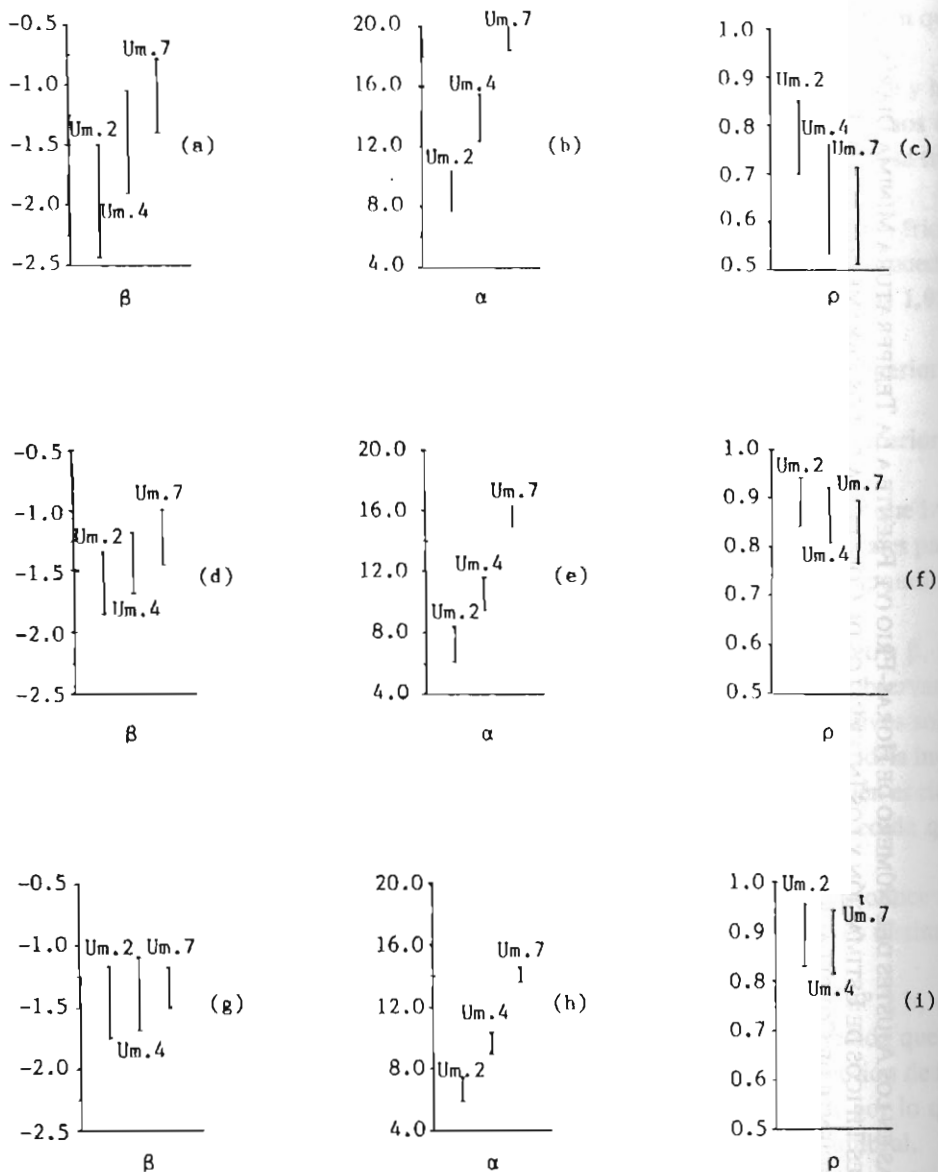 -0.5
-1.0
-1.5
-2.0
-2.5
Um.2
Um.4
Um.7
(a)
β
20.0
16.0
12.0
8.0
4.0
Um.2
Um.4
Um.7
(b)
α
1.0
0.9
0.8
0.7
0.6
0.5
Um.2
Um.4
Um.7
(c)
ρ
-0.5
-1.0
-1.5
-2.0
-2.5
Um.2
Um.4
Um.7
(d)
β
20.0
16.0
12.0
8.0
4.0
Um.2
Um.4
Um.7
(e)
α
1.0
0.9
0.8
0.7
0.6
0.5
Um.2
Um.4
Um.7
(f)
ρ
-0.5
-1.0
-1.5
-2.0
-2.5
Um.2
Um.4
Um.7
(g)
β
20.0
16.0
12.0
8.0
4.0
Um.2
Um.4
Um.7
(h)
α
1.0
0.9
0.8
0.7
0.6
0.5
Um.2
Um.4
Um.7
(i)
ρ